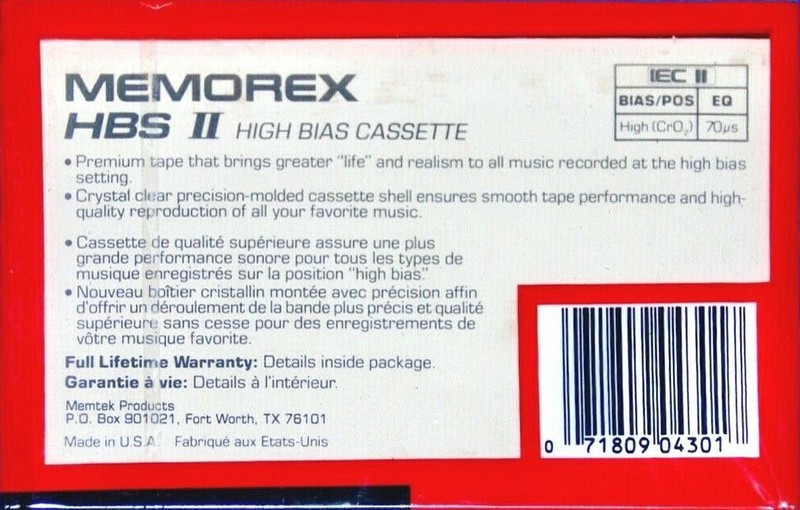 MEMOREX
HBS II HIGH BIAS CASSETTE
IEC II
BIAS/POS EQ
High (CrO₂) 70µs
• Premium tape that brings greater "life" and realism to all music recorded at the high bias
setting.
• Crystal clear precision-molded cassette shell ensures smooth tape performance and high-
quality reproduction of all your favorite music.
• Cassette de qualité supérieure assure une plus
grande performance sonore pour tous les types de
musique enregistrés sur la position "high bias."
• Nouveau boîtier cristallin montée avec précision affin
d'offrir un déroulement de la bande plus précis et qualité
supérieure sans cesse pour des enregistrements de
vôtre musique favorite.
Full Lifetime Warranty: Details inside package.
Garantie à vie: Détails à l'intérieur.
Memtek Products
P.O. Box 901021, Fort Worth, TX 76101
Made in U.S.A. Fabriqué aux Etats-Unis
0 71809 04301